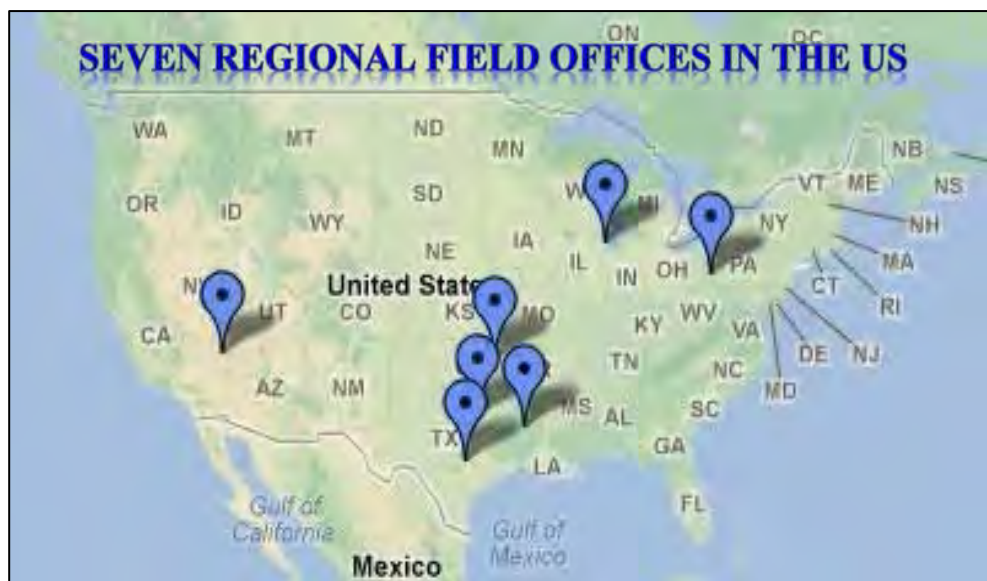 SEVEN REGIONAL FIELD OFFICES IN THE US
ON
WA
MT
ND
MN
NB
OR
ID
SD
WY
MI
VT
ME
NS
NY
NH
NE
IA
IL
IN
OH
PA
MA
United States
CT
RI
UT
CO
KS
MO
KY
WV
VA
CA
DE
NJ
AZ
NM
TN
NC
MD
MS
AL
SC
TX
GA
LA
FL
Gulf of
California
Gulf of
Mexico
Mexico